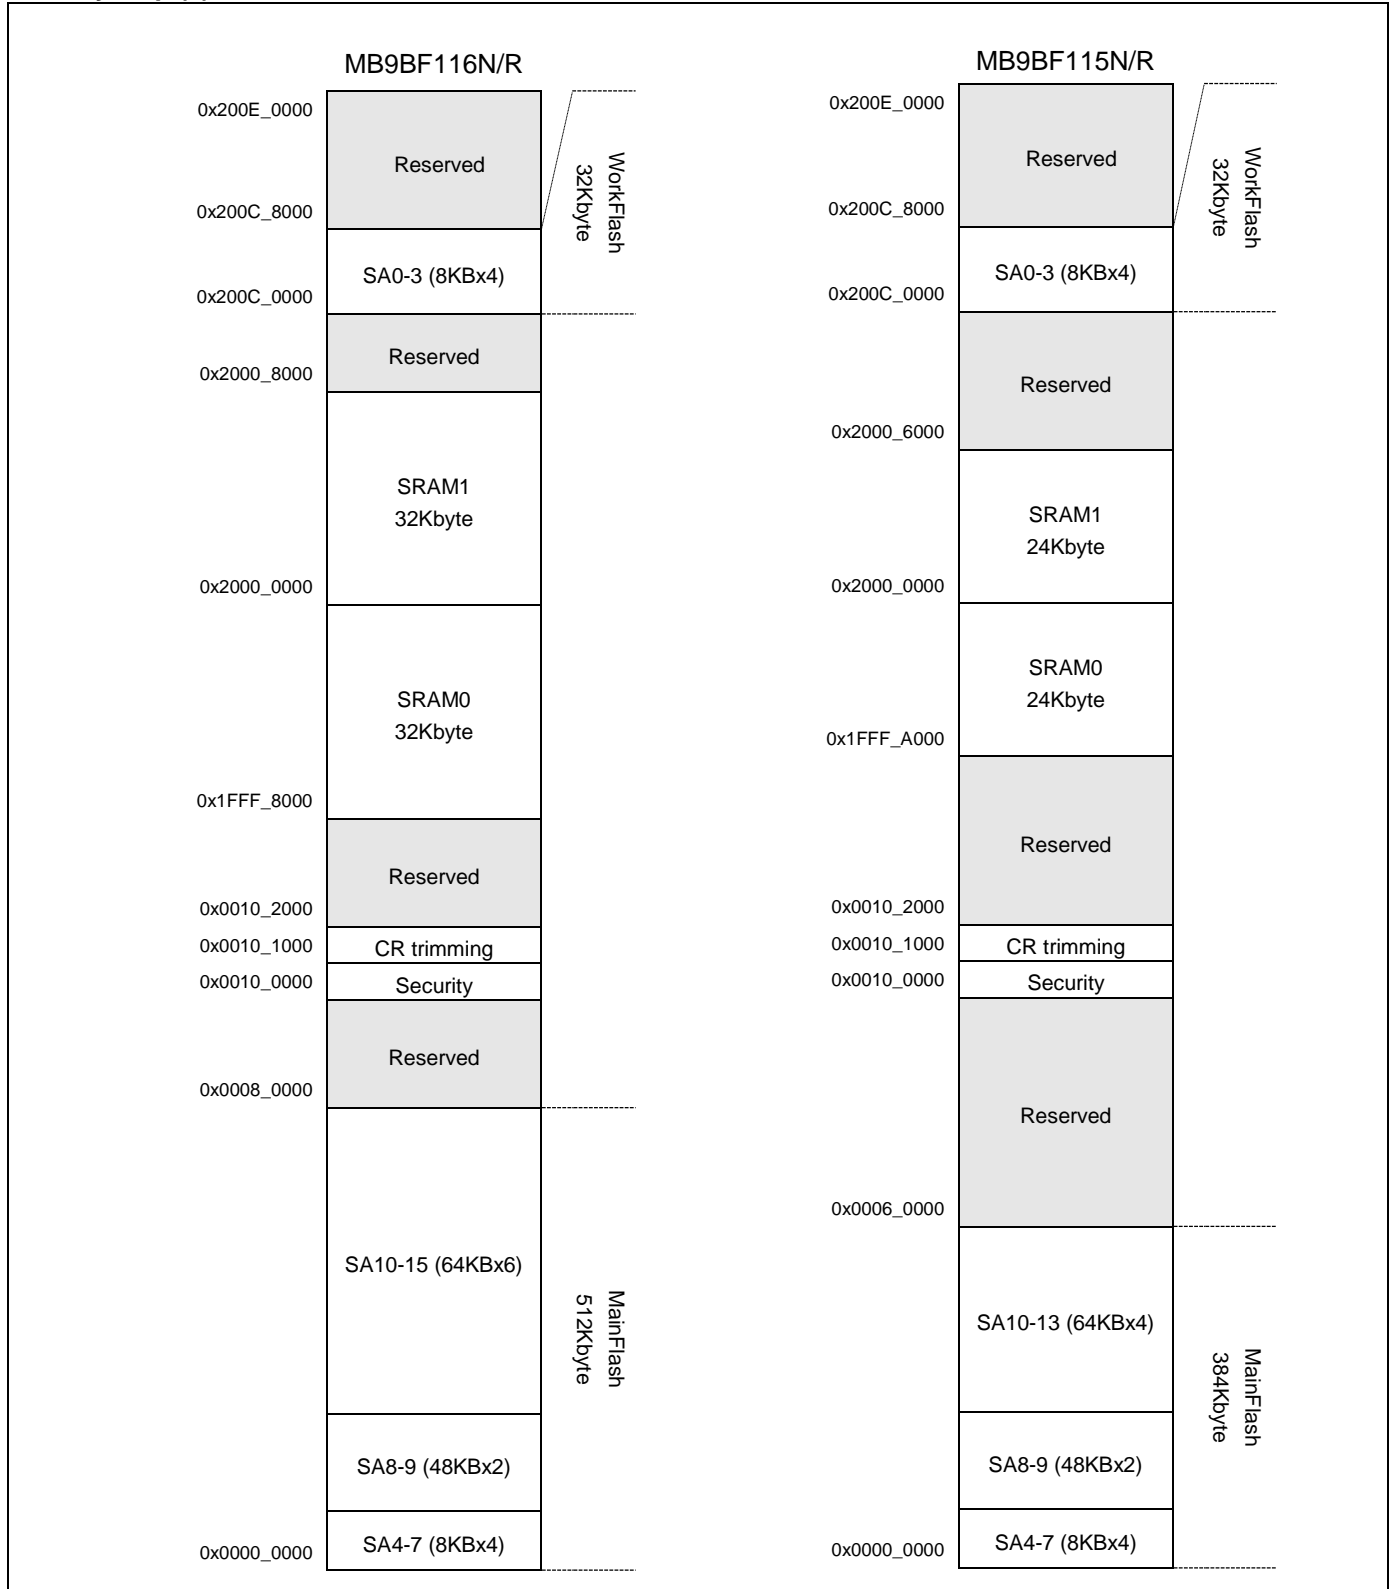 MB9BF116N/R
0x200E_0000
Reserved
0x200C_8000
SA0-3 (8KBx4)
0x200C_0000
Reserved
0x2000_8000
SRAM1
32Kbyte
0x2000_0000
SRAM0
32Kbyte
0x1FFF_8000
Reserved
0x0010_2000
0x0010_1000
CR trimming
0x0010_0000
Security
Reserved
0x0008_0000
SA10-15 (64KBx6)
SA8-9 (48KBx2)
SA4-7 (8KBx4)
0x0000_0000
WorkFlash
32Kbyte
MainFlash
512Kbyte
MB9BF115N/R
0x200E_0000
Reserved
0x200C_8000
SA0-3 (8KBx4)
0x200C_0000
Reserved
0x2000_6000
SRAM1
24Kbyte
0x2000_0000
SRAM0
24Kbyte
0x1FFF_A000
Reserved
0x0010_2000
0x0010_1000
CR trimming
0x0010_0000
Security
Reserved
0x0006_0000
SA10-13 (64KBx4)
SA8-9 (48KBx2)
SA4-7 (8KBx4)
0x0000_0000
WorkFlash
32Kbyte
MainFlash
384Kbyte